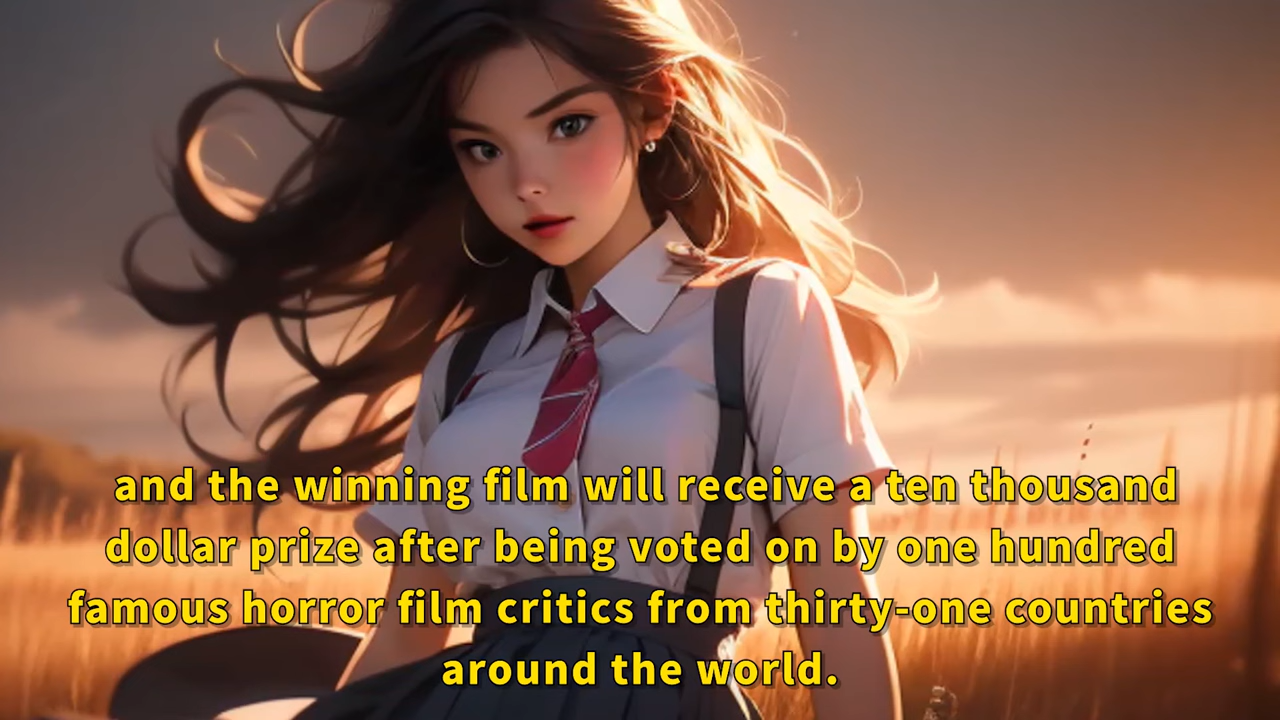 and the winning film will receive a ten thousand
dollar prize after being voted on by one hundred
famous horror film critics from thirty-one countries
around the world.